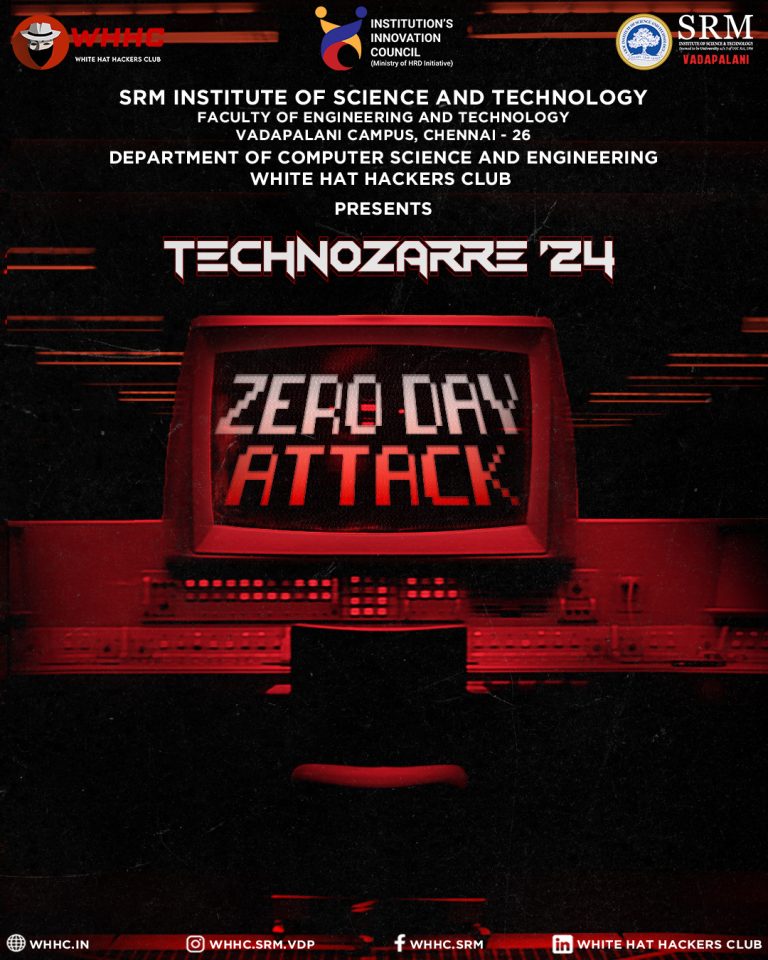 WHHC
WHITE HAT HACKERS CLUB
INSTITUTION'S
INNOVATION
COUNCIL
(Ministry of HRD Initiative)
SRM
INSTITUTE OF SCIENCE & TECHNOLOGY
VADAPALANI
SRM INSTITUTE OF SCIENCE AND TECHNOLOGY
FACULTY OF ENGINEERING AND TECHNOLOGY
VADAPALANI CAMPUS, CHENNAI - 26
DEPARTMENT OF COMPUTER SCIENCE AND ENGINEERING
WHITE HAT HACKERS CLUB
PRESENTS
TECHNOZARRE '24
ZERO DAY
ATTACK
WHHC.IN
WHHC.SRM.VDP
WHHC.SRM
WHITE HAT HACKERS CLUB